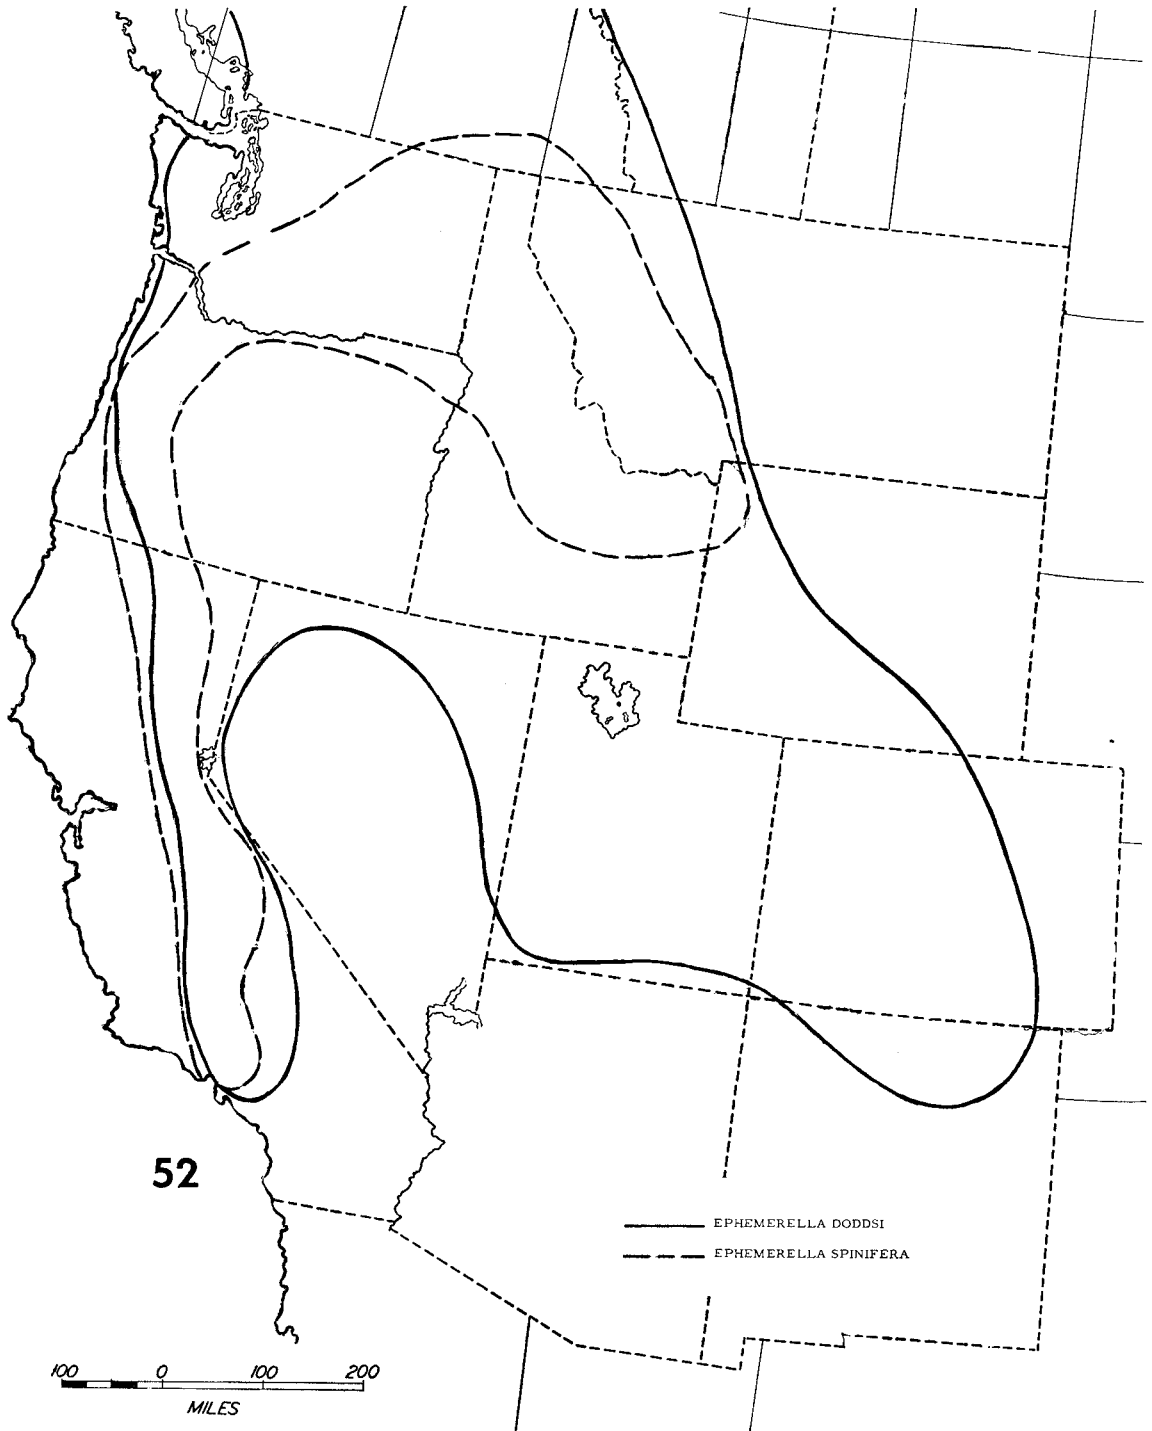 52
EPHEMERELLA DODDSI
EPHEMERELLA SPINIFERA
100 0 100 200
MILES